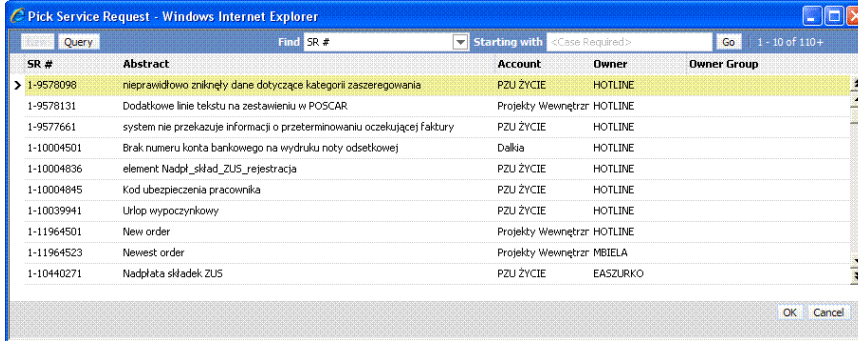 Pick Service Request - Windows Internet Explorer
New Query Find SR # Starting with <Case Required> Go 1 - 10 of 110+
SR # Abstract Account Owner Owner Group
1-9578098 nieprawidłowo zniknęły dane dotyczące kategorii zaszeregowania PZU ŻYCIE HOTLINE
1-9578131 Dodatkowe linie tekstu na zestawieniu w POSCAR Projekty Wewnętrzr HOTLINE
1-9577661 system nie przekazuje informacji o przeterminowaniu oczekującej faktury PZU ŻYCIE HOTLINE
1-10004501 Brak numeru konta bankowego na wydruku noty odsetkowej Dalkia HOTLINE
1-10004836 element Nadpł_skład_ZUS_rejestracja PZU ŻYCIE HOTLINE
1-10004845 Kod ubezpieczenia pracownika PZU ŻYCIE HOTLINE
1-10039941 Urlop wypoczynkowy PZU ŻYCIE HOTLINE
1-11964501 New order Projekty Wewnętrzr HOTLINE
1-11964523 Newest order Projekty Wewnętrzr MBIELA
1-10440271 Nadpłata składek ZUS PZU ŻYCIE EASZURKO
OK Cancel